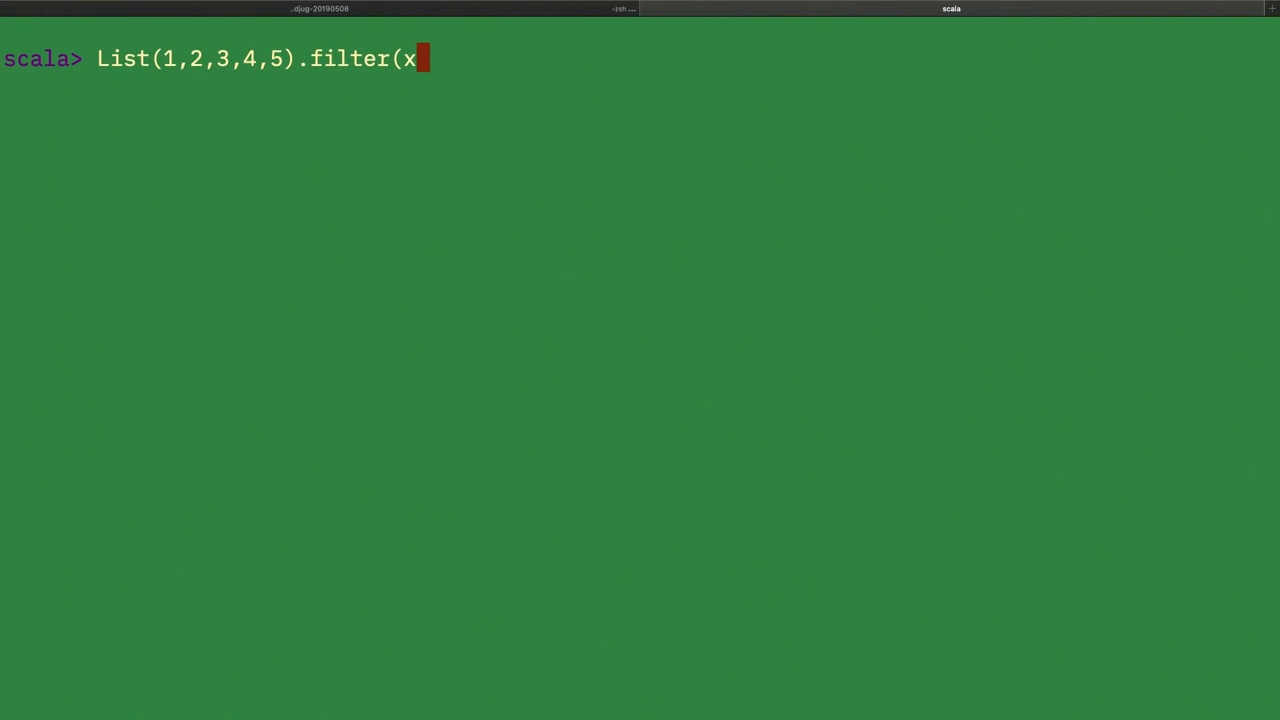 ..djug-20190508
-zsh ...
scala
+
scala> List(1,2,3,4,5).filter(x